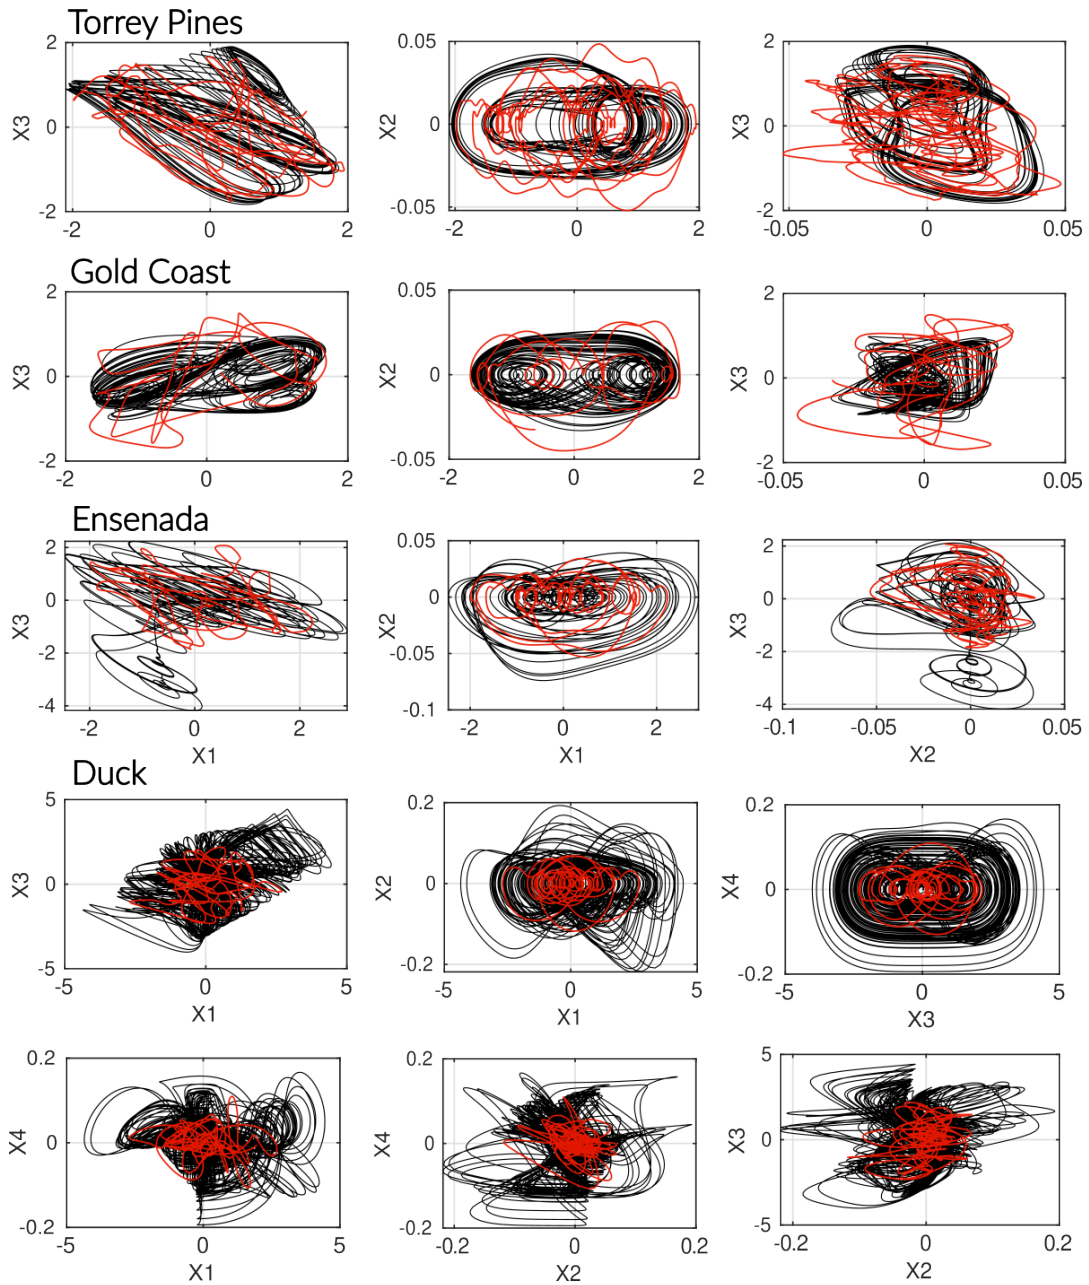 Torrey Pines
2
0
-2
X3
-2 0 2
0.05
0
-0.05
X2
-2 0 2
2
0
-2
X3
-0.05 0 0.05
Gold Coast
2
0
-2
X3
-2 0 2
0.05
0
-0.05
X2
-2 0 2
2
0
-2
X3
-0.05 0 0.05
Ensenada
2
0
-2
-4
X3
-2 0 2
X1
0.05
0
-0.05
-0.1
X2
-2 0 2
X1
2
0
-2
-4
X3
-0.1 -0.05 0 0.05
X2
Duck
5
0
-5
X3
-5 0 5
X1
0.2
0
-0.2
X2
-5 0 5
X1
0.2
0
-0.2
X4
-5 0 5
X3
0.2
0
-0.2
X4
-5 0 5
X1
0.2
0
-0.2
X4
-0.2 0 0.2
X2
5
0
-5
X3
-0.2 0 0.2
X2